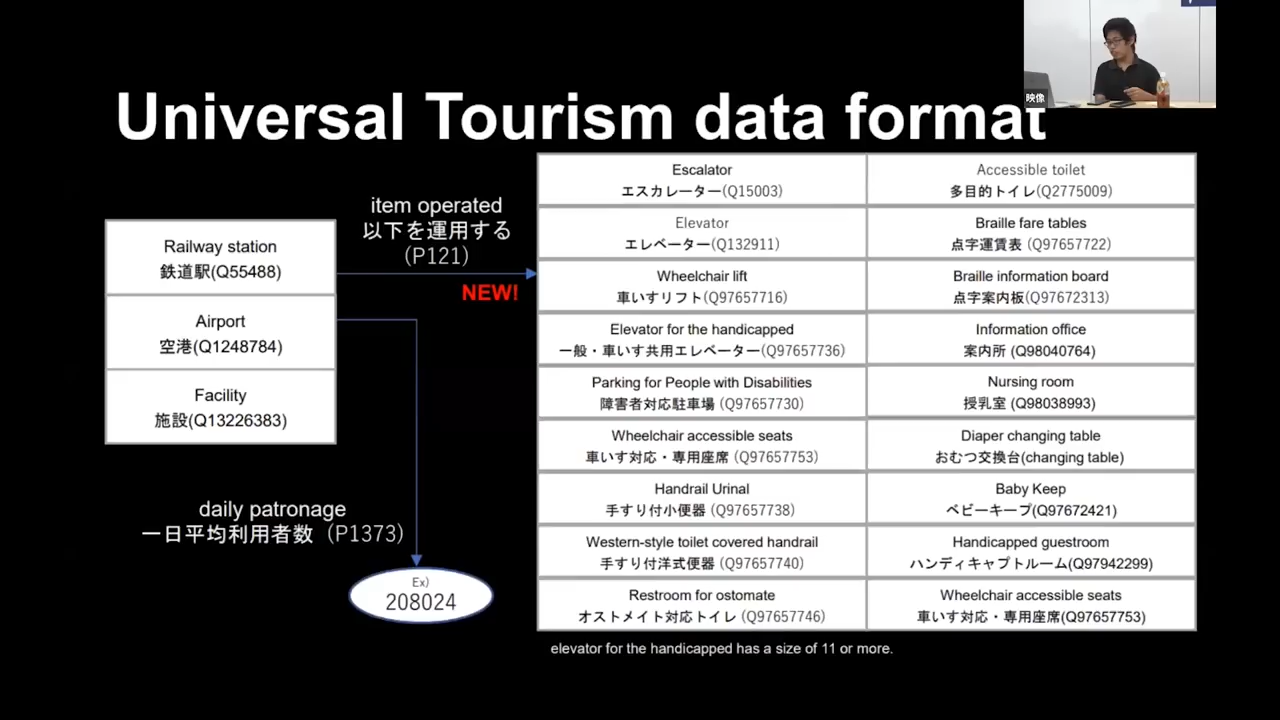 映像
Universal Tourism data format
Railway station
鉄道駅(Q55488)
Airport
空港(Q1248784)
Facility
施設(Q13226383)
item operated
以下を運用する
(P121)
NEW!
daily patronage
一日平均利用者数（P1373)
Ex)
208024
Escalator
エスカレーター(Q15003)
Accessible toilet
多目的トイレ(Q2775009)
Elevator
エレベーター(Q132911)
Braille fare tables
点字運賃表 (Q97657722)
Wheelchair lift
車いすリフト(Q97657716)
Braille information board
点字案内板(Q97672313)
Elevator for the handicapped
一般・車いす共用エレベーター(Q97657736)
Information office
案内所 (Q98040764)
Parking for People with Disabilities
障害者対応駐車場 (Q97657730)
Nursing room
授乳室 (Q98038993)
Wheelchair accessible seats
車いす対応・専用座席 (Q97657753)
Diaper changing table
おむつ交換台(changing table)
Handrail Urinal
手すり付小便器 (Q97657738)
Baby Keep
ベビーキープ(Q97672421)
Western-style toilet covered handrail
手すり付洋式便器 (Q97657740)
Handicapped guestroom
ハンディキャプトルーム(Q97942299)
Restroom for ostomate
オストメイト対応トイレ (Q97657746)
Wheelchair accessible seats
車いす対応・専用座席(Q97657753)
elevator for the handicapped has a size of 11 or more.